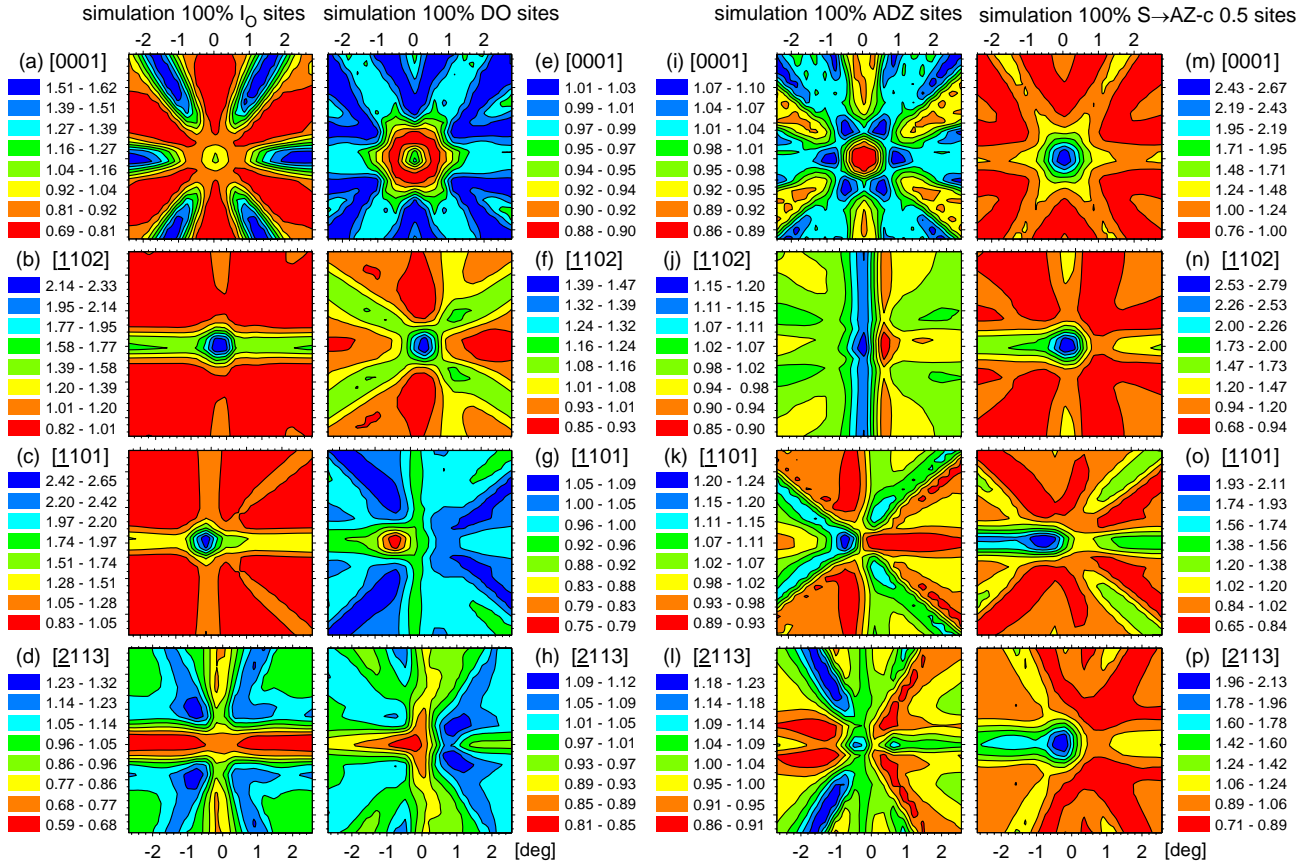 simulation 100% I_O sites
simulation 100% DO sites
simulation 100% ADZ sites
simulation 100% S→AZ-c 0.5 sites
-2 -1 0 1 2
-2 -1 0 1 2
-2 -1 0 1 2
-2 -1 0 1 2
(a) [0001]
1.51 - 1.62
1.39 - 1.51
1.27 - 1.39
1.16 - 1.27
1.04 - 1.16
0.92 - 1.04
0.81 - 0.92
0.69 - 0.81
(e) [0001]
1.01 - 1.03
0.99 - 1.01
0.97 - 0.99
0.95 - 0.97
0.94 - 0.95
0.92 - 0.94
0.90 - 0.92
0.88 - 0.90
(i) [0001]
1.07 - 1.10
1.04 - 1.07
1.01 - 1.04
0.98 - 1.01
0.95 - 0.98
0.92 - 0.95
0.89 - 0.92
0.86 - 0.89
(m) [0001]
2.43 - 2.67
2.19 - 2.43
1.95 - 2.19
1.71 - 1.95
1.48 - 1.71
1.24 - 1.48
1.00 - 1.24
0.76 - 1.00
(b) [1102]
2.14 - 2.33
1.95 - 2.14
1.77 - 1.95
1.58 - 1.77
1.39 - 1.58
1.20 - 1.39
1.01 - 1.20
0.82 - 1.01
(f) [1102]
1.39 - 1.47
1.32 - 1.39
1.24 - 1.32
1.16 - 1.24
1.08 - 1.16
1.01 - 1.08
0.93 - 1.01
0.85 - 0.93
(j) [1102]
1.15 - 1.20
1.11 - 1.15
1.07 - 1.11
1.02 - 1.07
0.98 - 1.02
0.94 - 0.98
0.90 - 0.94
0.85 - 0.90
(n) [1102]
2.53 - 2.79
2.26 - 2.53
2.00 - 2.26
1.73 - 2.00
1.47 - 1.73
1.20 - 1.47
0.94 - 1.20
0.68 - 0.94
(c) [1101]
2.42 - 2.65
2.20 - 2.42
1.97 - 2.20
1.74 - 1.97
1.51 - 1.74
1.28 - 1.51
1.05 - 1.28
0.83 - 1.05
(g) [1101]
1.05 - 1.09
1.00 - 1.05
0.96 - 1.00
0.92 - 0.96
0.88 - 0.92
0.83 - 0.88
0.79 - 0.83
0.75 - 0.79
(k) [1101]
1.20 - 1.24
1.15 - 1.20
1.11 - 1.15
1.07 - 1.11
1.02 - 1.07
0.98 - 1.02
0.93 - 0.98
0.89 - 0.93
(o) [1101]
1.93 - 2.11
1.74 - 1.93
1.56 - 1.74
1.38 - 1.56
1.20 - 1.38
1.02 - 1.20
0.84 - 1.02
0.65 - 0.84
(d) [2113]
1.23 - 1.32
1.14 - 1.23
1.05 - 1.14
0.96 - 1.05
0.86 - 0.96
0.77 - 0.86
0.68 - 0.77
0.59 - 0.68
(h) [2113]
1.09 - 1.12
1.05 - 1.09
1.01 - 1.05
0.97 - 1.01
0.93 - 0.97
0.89 - 0.93
0.85 - 0.89
0.81 - 0.85
(l) [2113]
1.18 - 1.23
1.14 - 1.18
1.09 - 1.14
1.04 - 1.09
1.00 - 1.04
0.95 - 1.00
0.91 - 0.95
0.86 - 0.91
(p) [2113]
1.96 - 2.13
1.78 - 1.96
1.60 - 1.78
1.42 - 1.60
1.24 - 1.42
1.06 - 1.24
0.89 - 1.06
0.71 - 0.89
-2 -1 0 1 2
-2 -1 0 1 2
[deg]
-2 -1 0 1 2
-2 -1 0 1 2